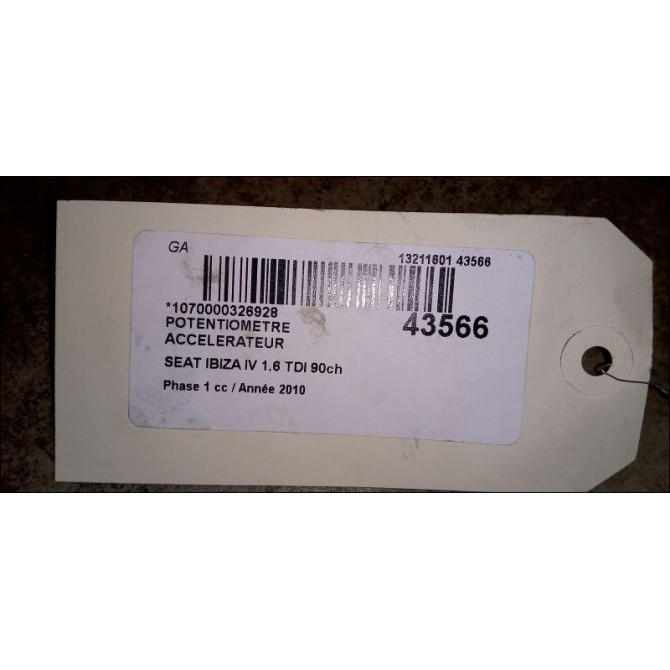 GA
13211601 43566
*1070000326928
43566
POTENTIOMETRE
ACCELERATEUR
SEAT IBIZA IV 1.6 TDI 90ch
Phase 1 cc / Année 2010